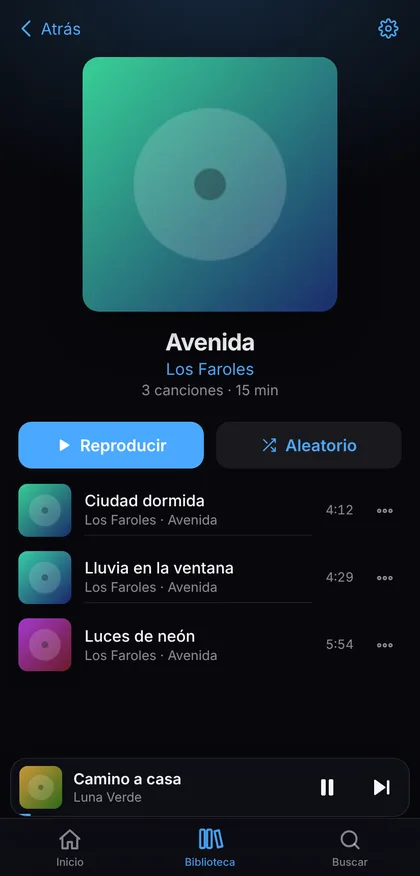 Atrás
Avenida
Los Faroles
3 canciones · 15 min
Reproducir
Aleatorio
Ciudad dormida
Los Faroles · Avenida
4:12
Lluvia en la ventana
Los Faroles · Avenida
4:29
Luces de neón
Los Faroles · Avenida
5:54
Camino a casa
Luna Verde
Inicio
Biblioteca
Buscar